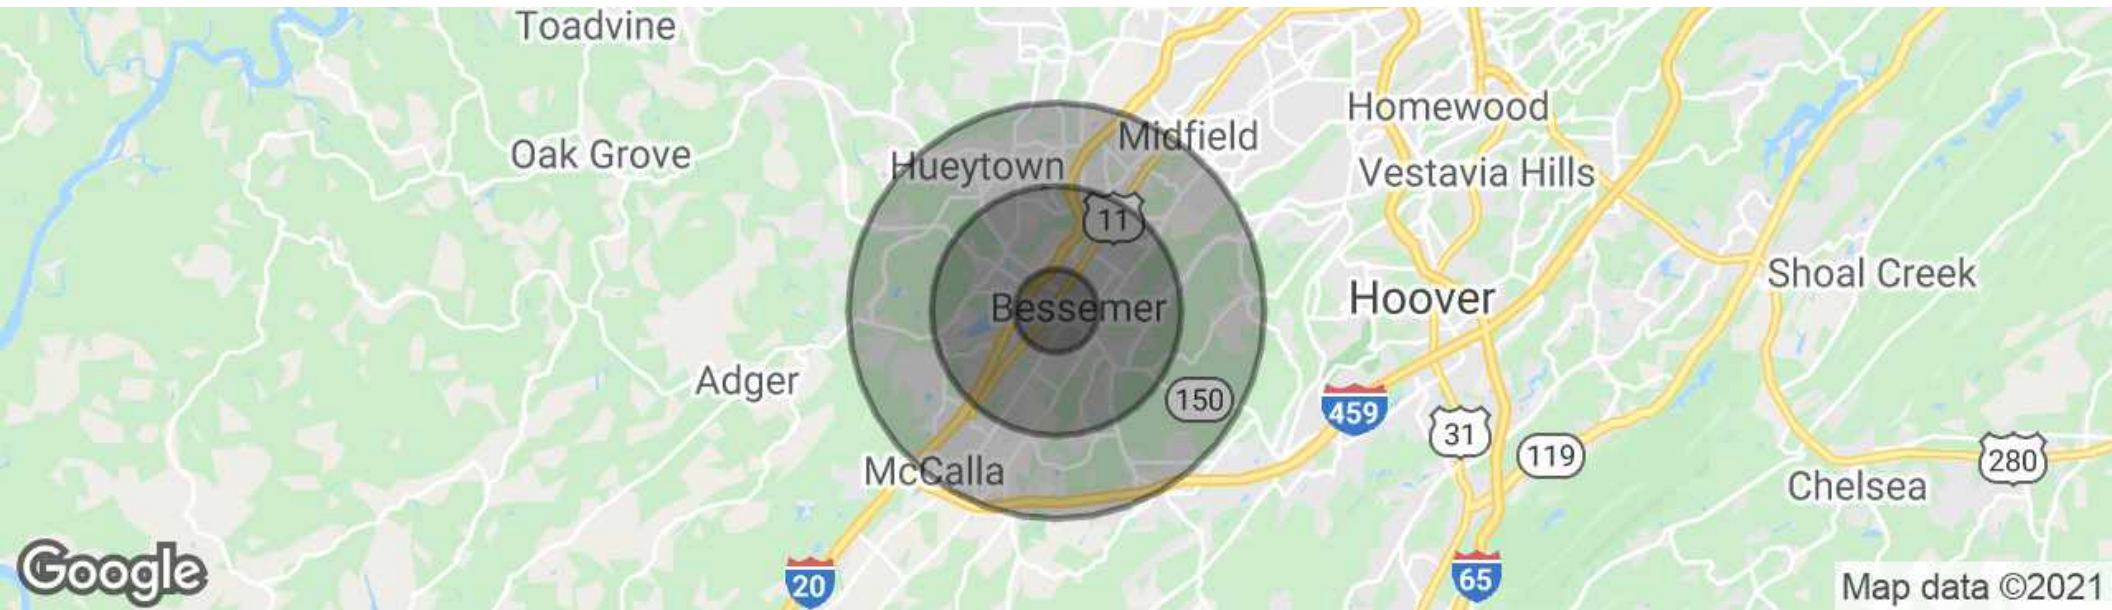 Toadvine
Homewood
Midfield
Oak Grove
Hueytown
Vestavia Hills
11
Shoal Creek
Bessemer
Hoover
Adger
150
459
31
119
McCalla
280
Chelsea
Google
20
65
Map data ©2021